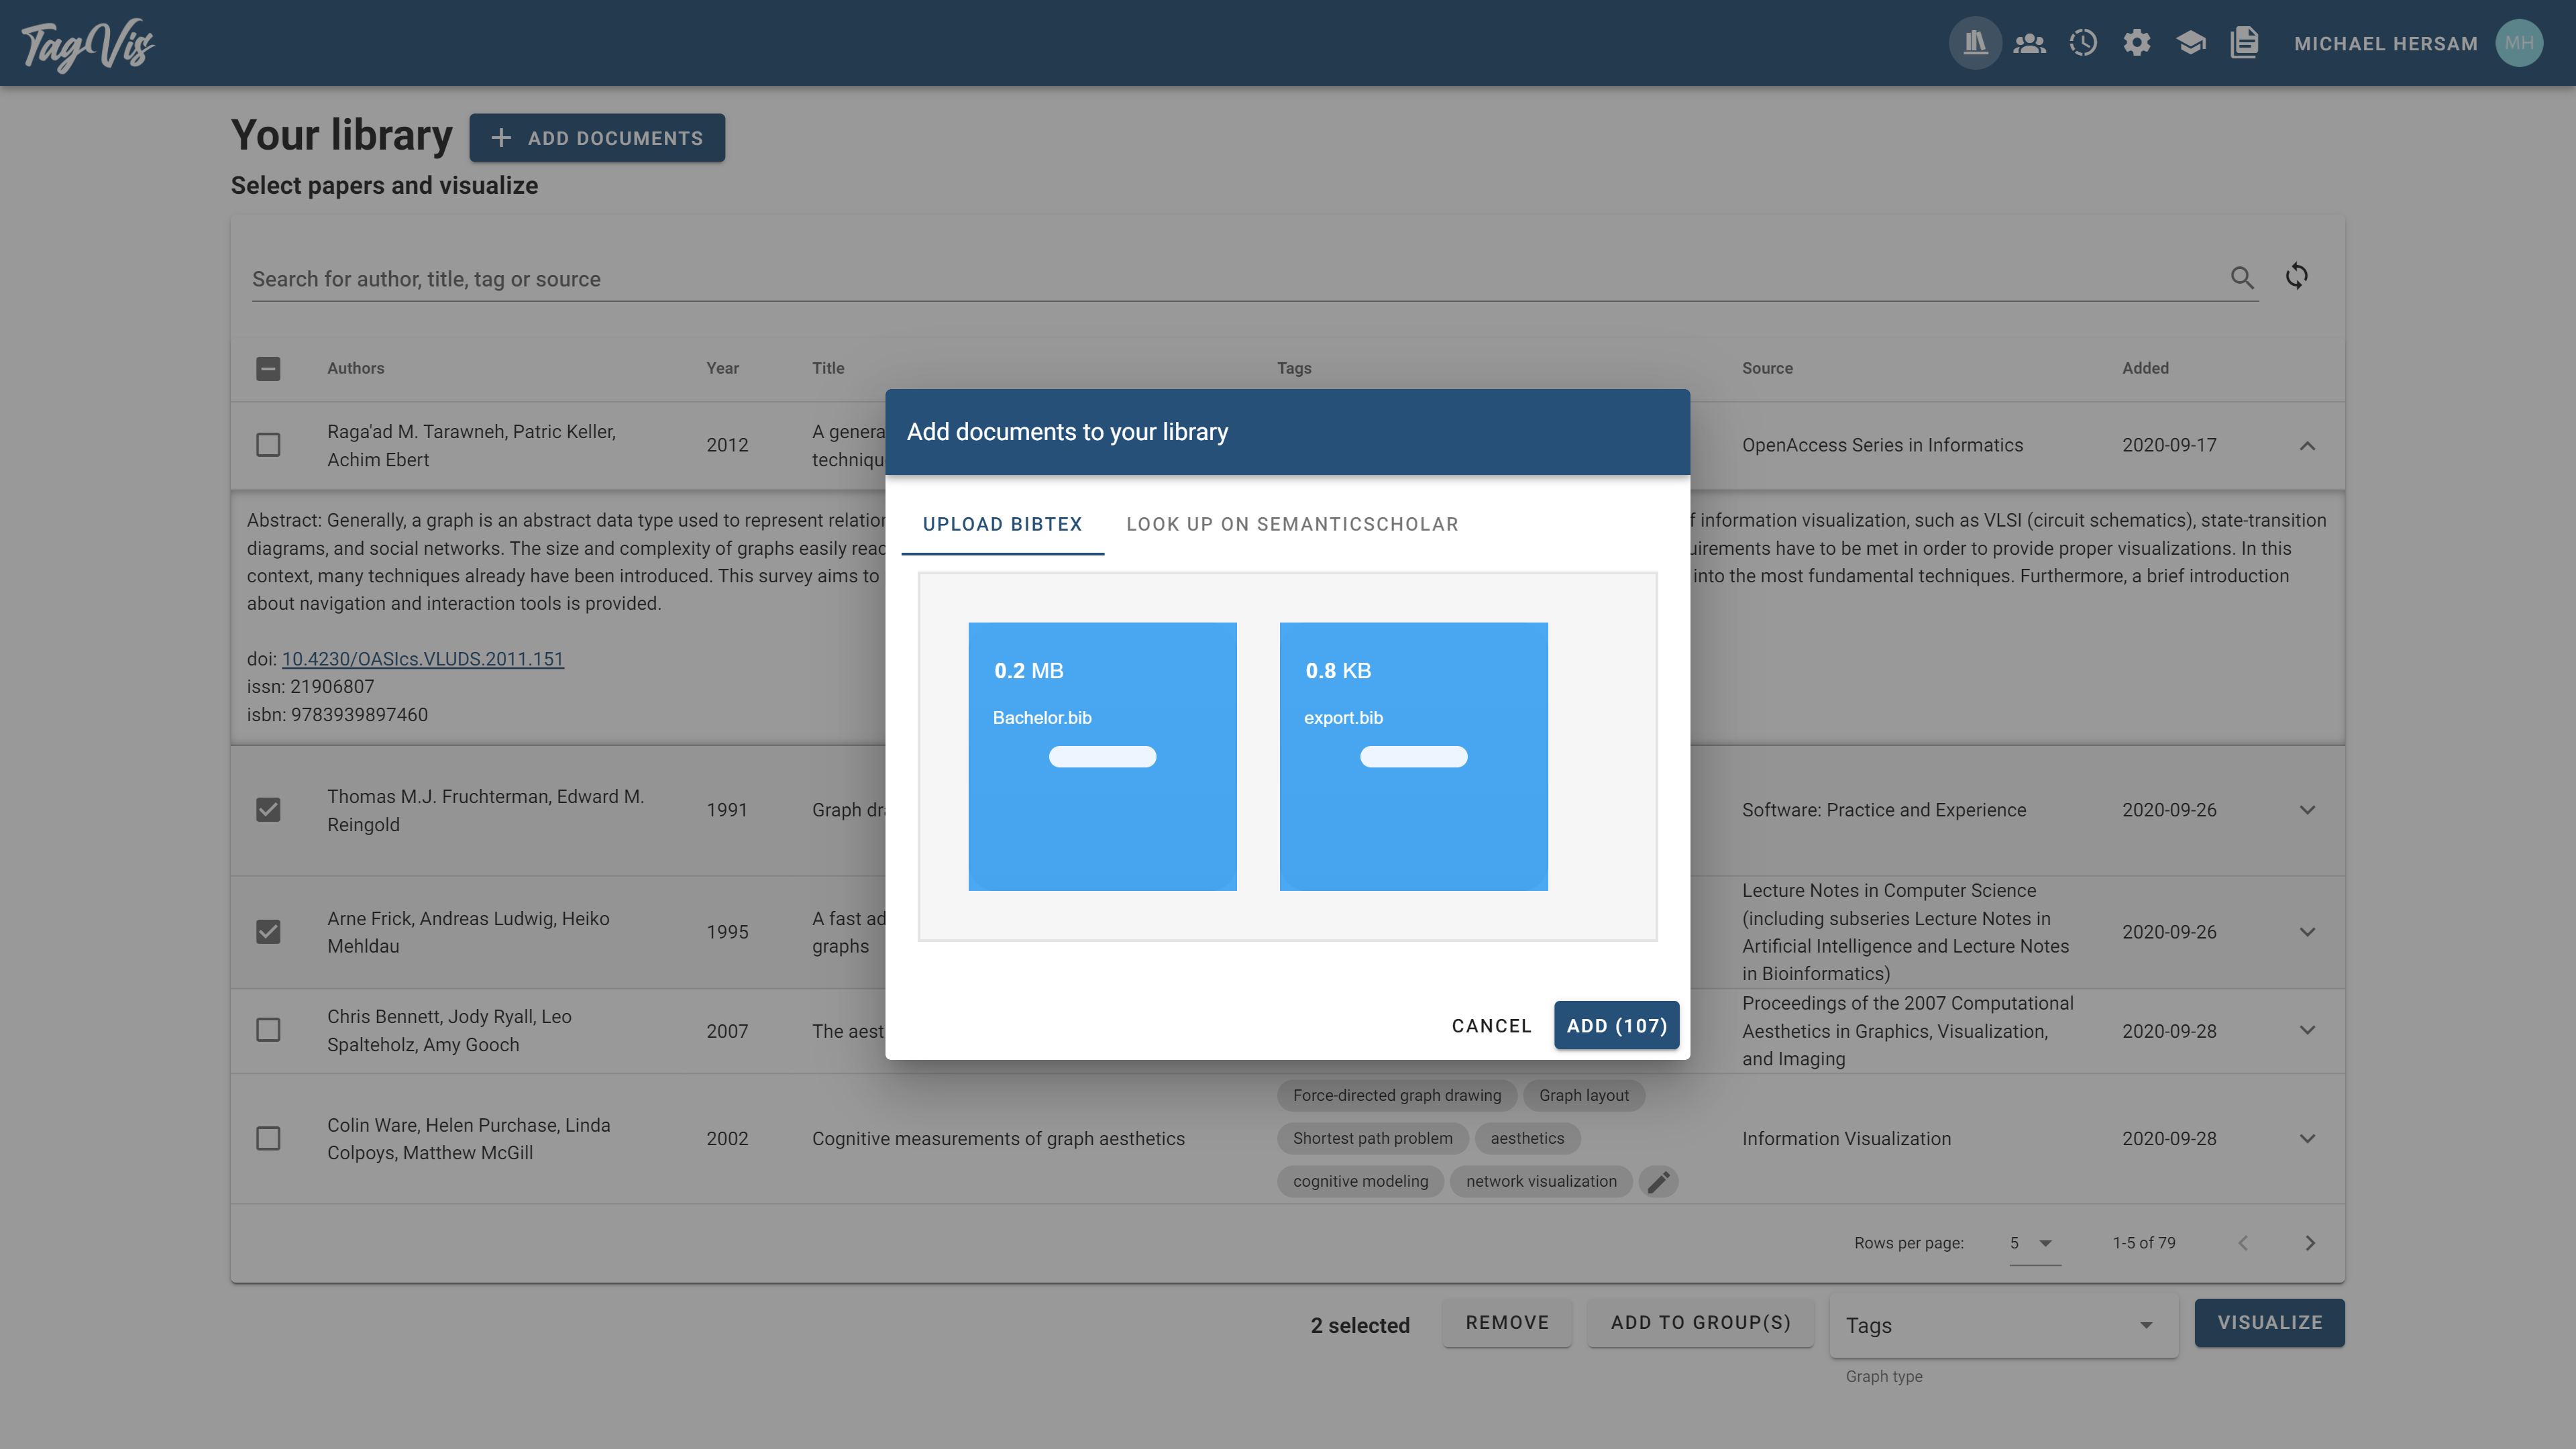 TagVis
MICHAEL HERSAM
MH
Your library
ADD DOCUMENTS
Select papers and visualize
Search for author, title, tag or source
Authors
Year
Title
Tags
Source
Added
Raga'ad M. Tarawneh, Patric Keller,
Achim Ebert
2012
A genera
techniqu
OpenAccess Series in Informatics
2020-09-17
Abstract: Generally, a graph is an abstract data type used to represent relation
f information visualization, such as VLSI (circuit schematics), state-transition
diagrams, and social networks. The size and complexity of graphs easily reac
uirements have to be met in order to provide proper visualizations. In this
context, many techniques already have been introduced. This survey aims to
into the most fundamental techniques. Furthermore, a brief introduction
about navigation and interaction tools is provided.
doi: 10.4230/OASIcs.VLUDS.2011.151
issn: 21906807
isbn: 9783939897460
Thomas M.J. Fruchterman, Edward M.
Reingold
1991
Graph dr
Software: Practice and Experience
2020-09-26
Arne Frick, Andreas Ludwig, Heiko
Mehldau
1995
A fast ad
graphs
Lecture Notes in Computer Science
(including subseries Lecture Notes in
Artificial Intelligence and Lecture Notes
in Bioinformatics)
2020-09-26
Chris Bennett, Jody Ryall, Leo
Spalteholz, Amy Gooch
2007
The aest
Proceedings of the 2007 Computational
Aesthetics in Graphics, Visualization,
and Imaging
2020-09-28
Colin Ware, Helen Purchase, Linda
Colpoys, Matthew McGill
2002
Cognitive measurements of graph aesthetics
Force-directed graph drawing
Graph layout
Shortest path problem
aesthetics
cognitive modeling
network visualization
Information Visualization
2020-09-28
Rows per page:
5
1-5 of 79
2 selected
REMOVE
ADD TO GROUP(S)
Tags
Graph type
VISUALIZE
Add documents to your library
UPLOAD BIBTEX
LOOK UP ON SEMANTICSCHOLAR
0.2 MB
Bachelor.bib
0.8 KB
export.bib
CANCEL
ADD (107)